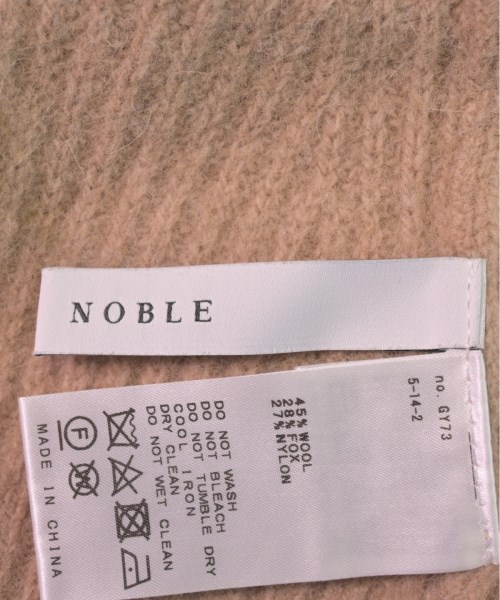 NOBLE
no. GY73
5-14-2
45% WOOL
28% FOX
27% NYLON
DO NOT WASH
DO NOT BLEACH
DO NOT TUMBLE DRY
COOL IRON
DRY CLEAN
DO NOT WET CLEAN
F
W
MADE IN CHINA